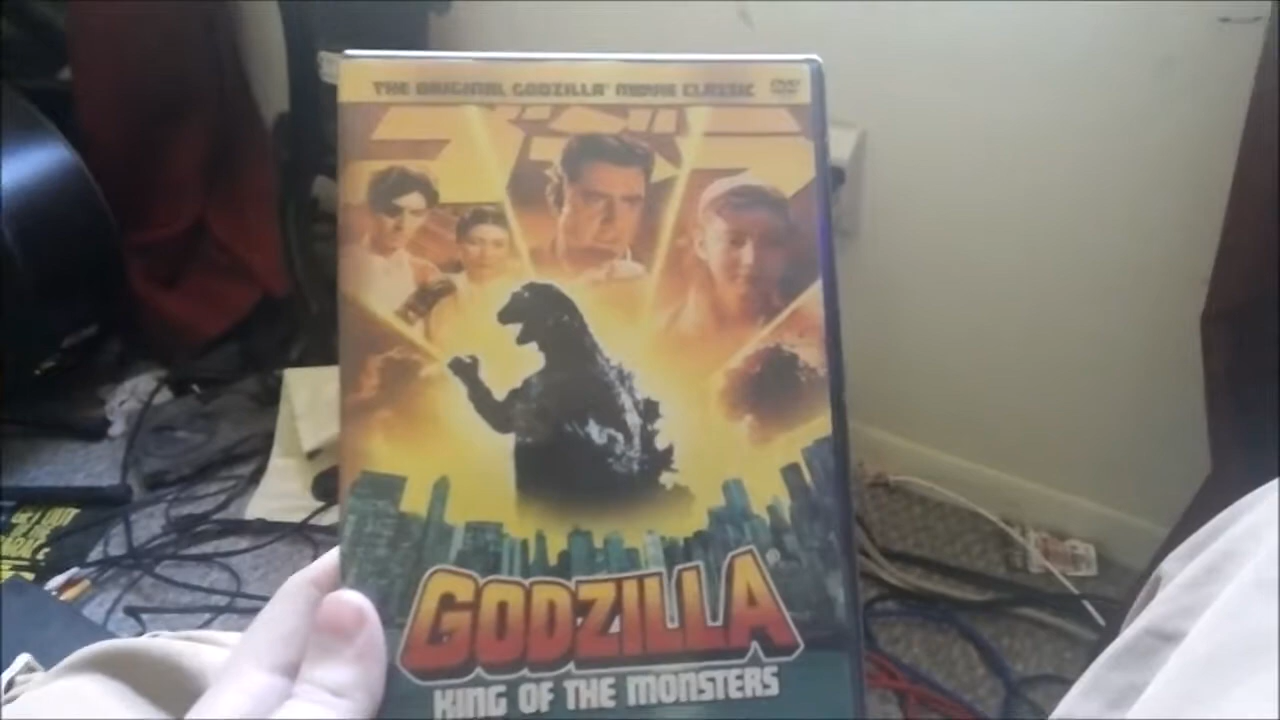 THE ORIGINAL GODZILLA® MOVIE CLASSIC
DVD
GODZILLA®
KING OF THE MONSTERS